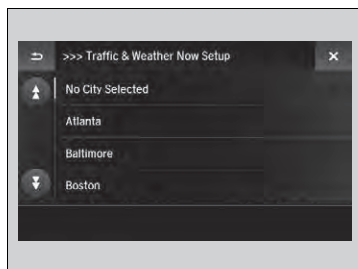 >>> Traffic & Weather Now Setup
No City Selected
Atlanta
Baltimore
Boston